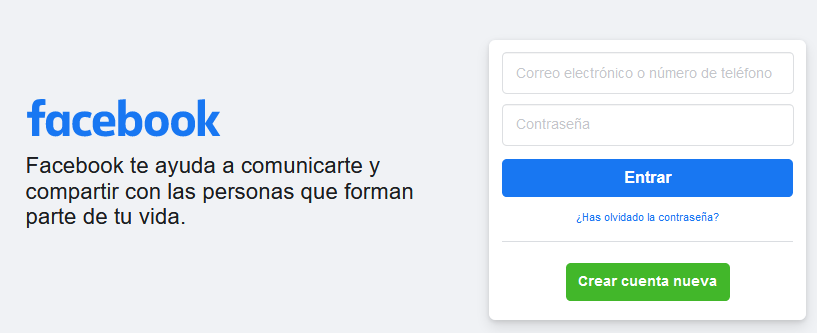 facebook
Facebook te ayuda a comunicarte y
compartir con las personas que forman
parte de tu vida.
Correo electrónico o número de teléfono
Contraseña
Entrar
¿Has olvidado la contraseña?
Crear cuenta nueva